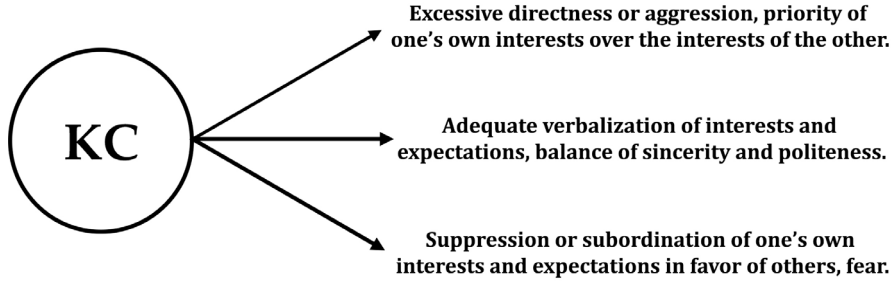 KC
Excessive directness or aggression, priority of
one's own interests over the interests of the other.
Adequate verbalization of interests and
expectations, balance of sincerity and politeness.
Suppression or subordination of one's own
interests and expectations in favor of others, fear.